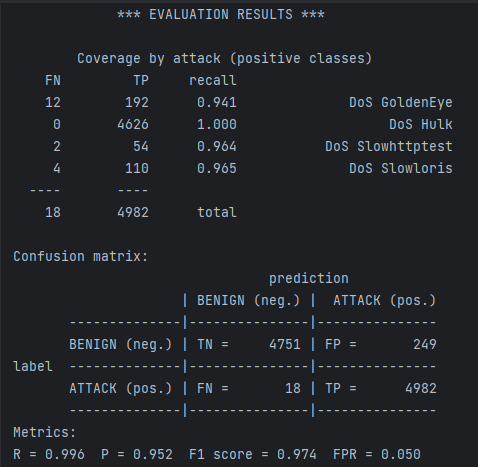 *** EVALUATION RESULTS ***
Coverage by attack (positive classes)
FN TP recall
12 192 0.941 DoS GoldenEye
0 4626 1.000 DoS Hulk
2 54 0.964 DoS Slowhttptest
4 110 0.965 DoS Slowloris
---- ----
18 4982 total
Confusion matrix:
prediction
| BENIGN (neg.) | ATTACK (pos.)
--------------|---------------|---------------
BENIGN (neg.) | TN = 4751 | FP = 249
label --------------|---------------|---------------
ATTACK (pos.) | FN = 18 | TP = 4982
--------------|---------------|---------------
Metrics:
R = 0.996 P = 0.952 F1 score = 0.974 FPR = 0.050